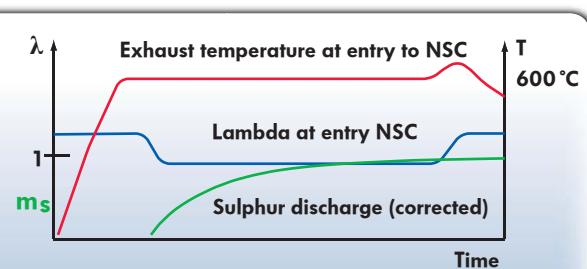 λ
Exhaust temperature at entry to NSC
T
600 °C
Lambda at entry NSC
1
ms
Sulphur discharge (corrected)
Time